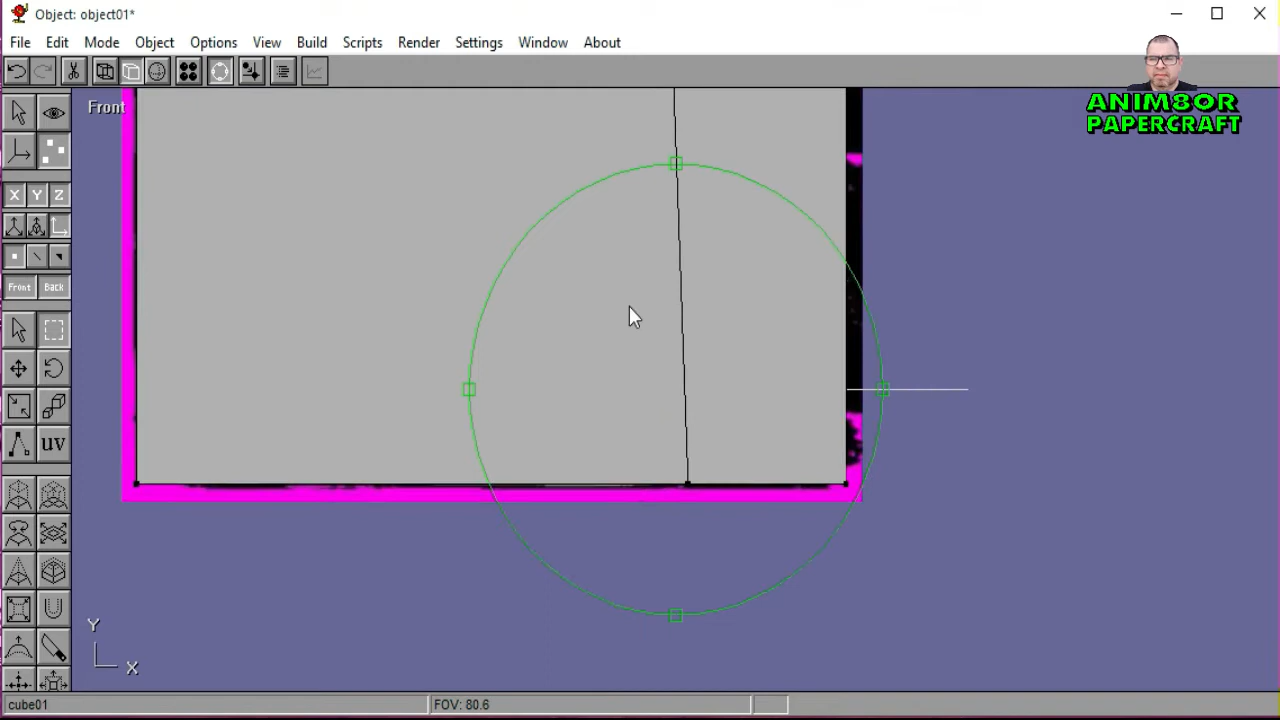 Object: object01*
File Edit Mode Object Options View Build Scripts Render Settings Window About
ANIM8OR
PAPERCRAFT
Front
X Y Z
Front Back
uv
Y
X
cube01 FOV: 80.6